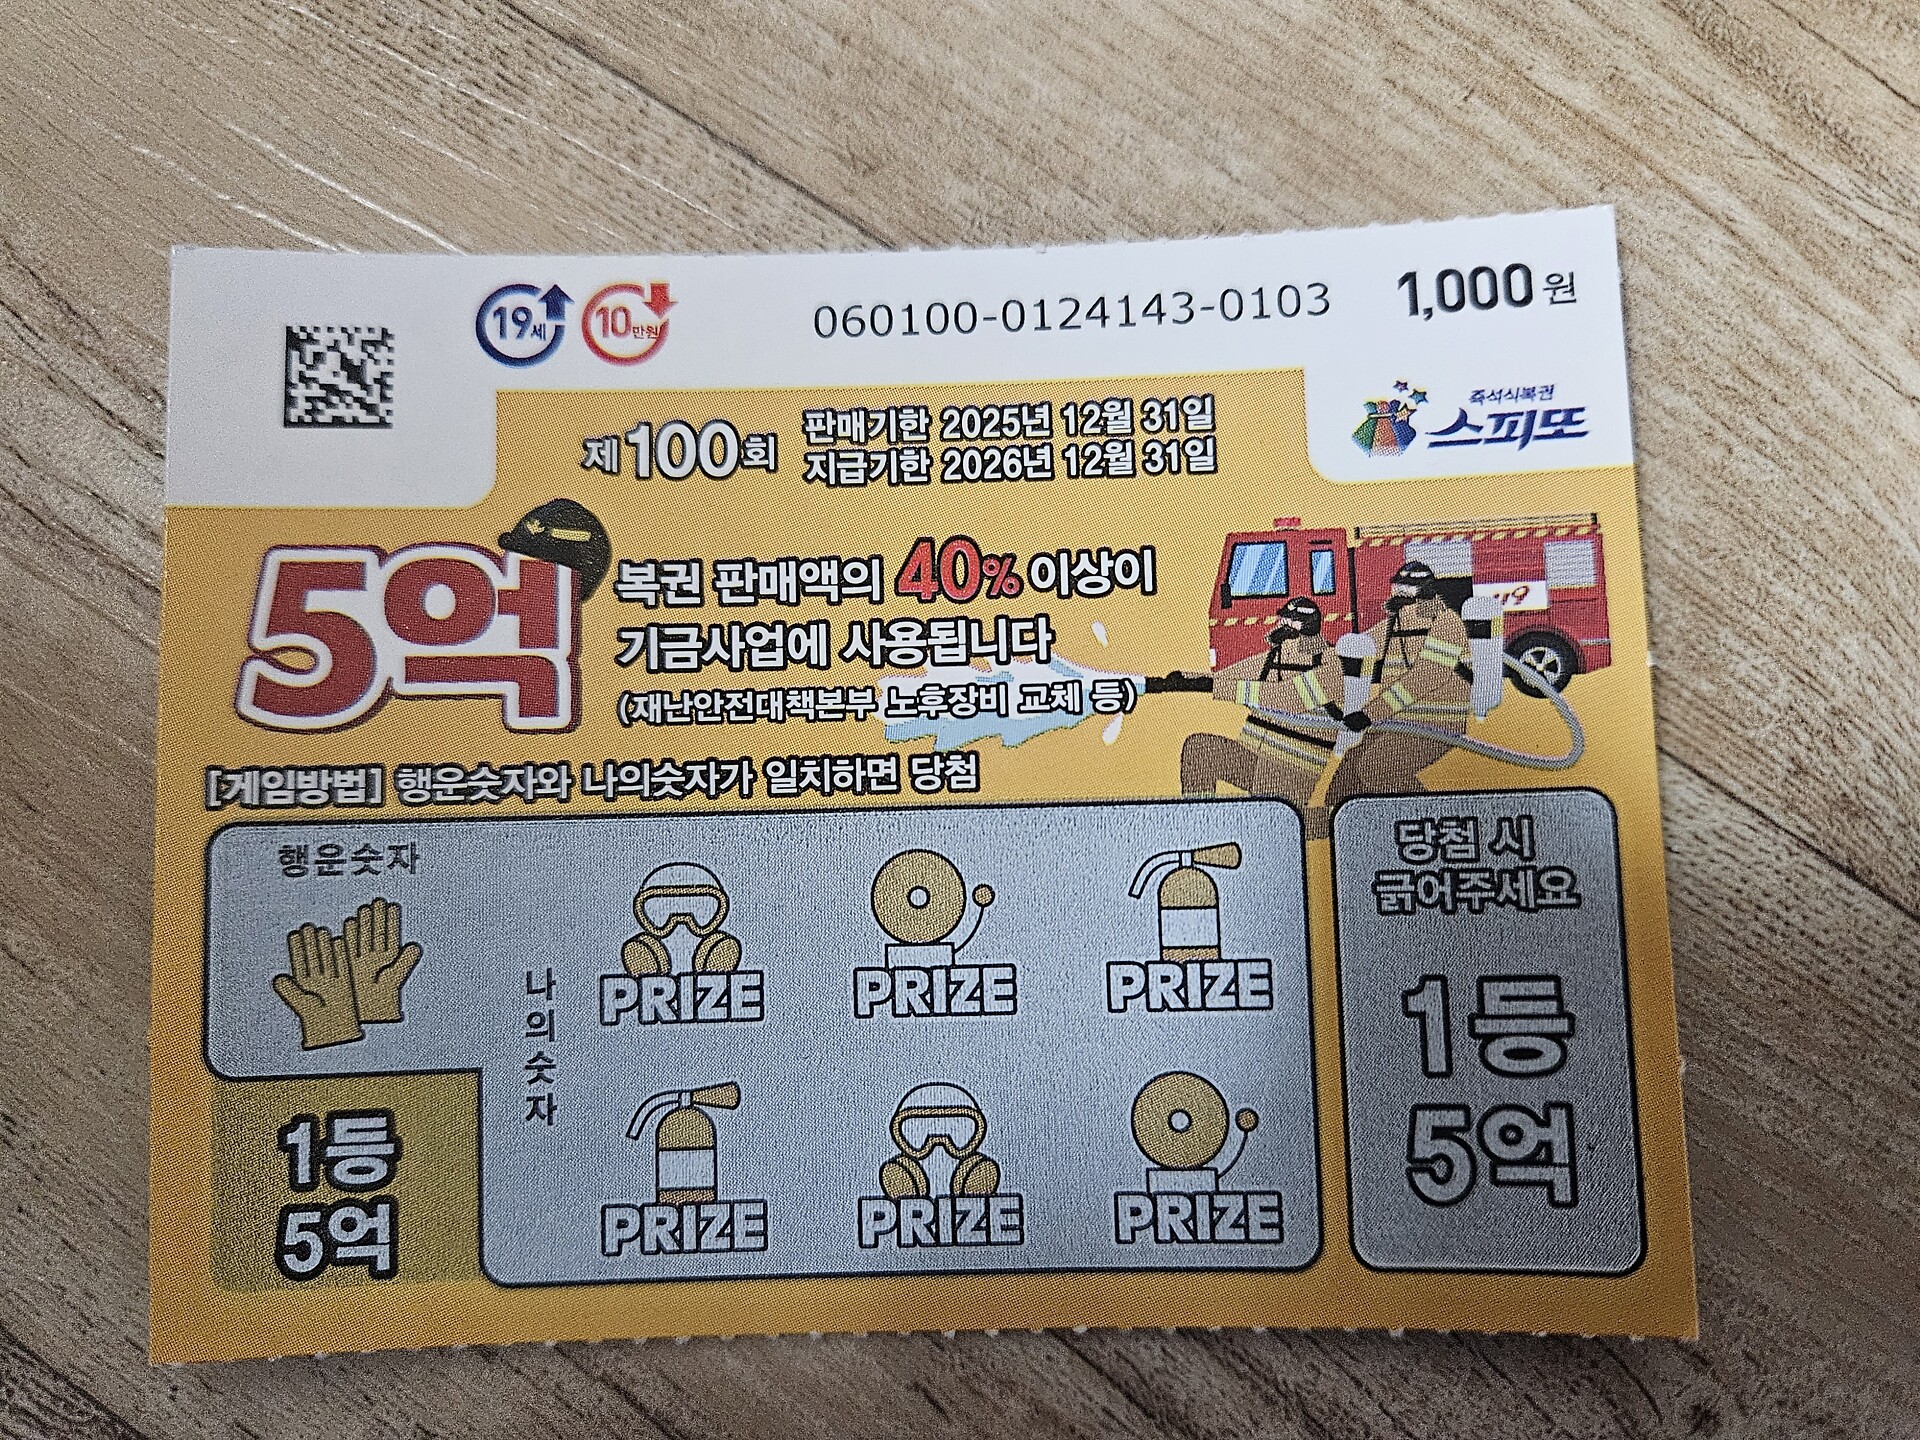 19세
10만원
060100-0124143-0103
1,000원
즉석식복권
스피또
제100회
판매기한 2025년 12월 31일
지급기한 2026년 12월 31일
5억
복권 판매액의 40% 이상이
기금사업에 사용됩니다
(재난안전대책본부 노후장비 교체 등)
119
[게임방법] 행운숫자와 나의숫자가 일치하면 당첨
행운숫자
나의숫자
PRIZE PRIZE PRIZE
PRIZE PRIZE PRIZE
1등
5억
당첨 시
긁어주세요
1등
5억